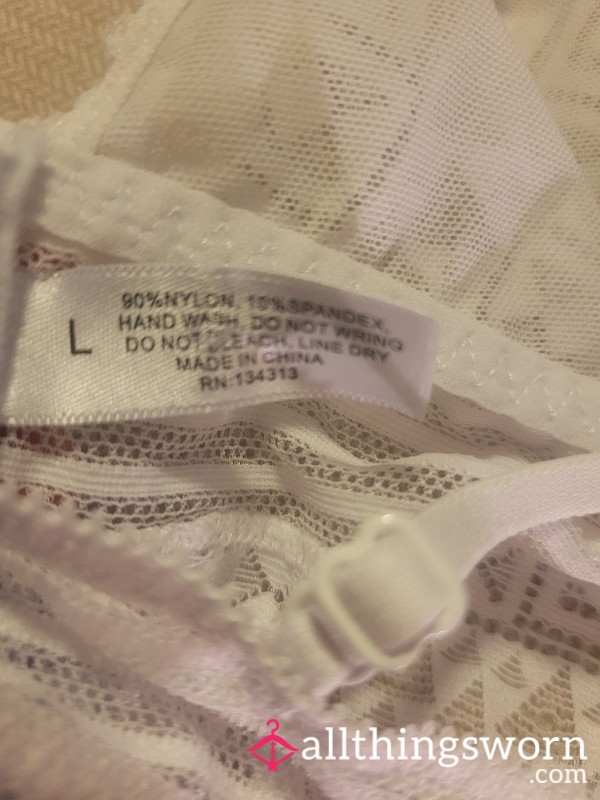 L
90%NYLON, 10%SPANDEX,
HAND WASH, DO NOT WRING
DO NOT BLEACH, LINE DRY
MADE IN CHINA
RN:134313
allthingsworn
.com